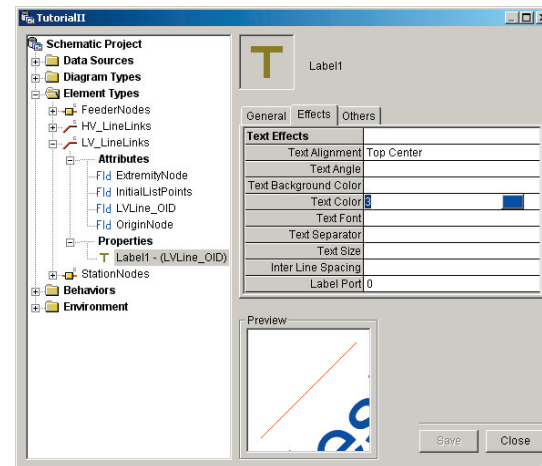 TutorialII
Schematic Project
Data Sources
Diagram Types
Element Types
FeederNodes
HV_LineLinks
LV_LineLinks
Attributes
Fld ExtremityNode
Fld InitialListPoints
Fld LVLine_OID
Fld OriginNode
Properties
T Label1 - (LVLine_OID)
StationNodes
Behaviors
Environment
T Label1
General Effects Others
Text Effects
Text Alignment Top Center
Text Angle
Text Background Color
Text Color 3
Text Font
Text Separator
Text Size
Inter Line Spacing
Label Port 0
Preview
Save Close